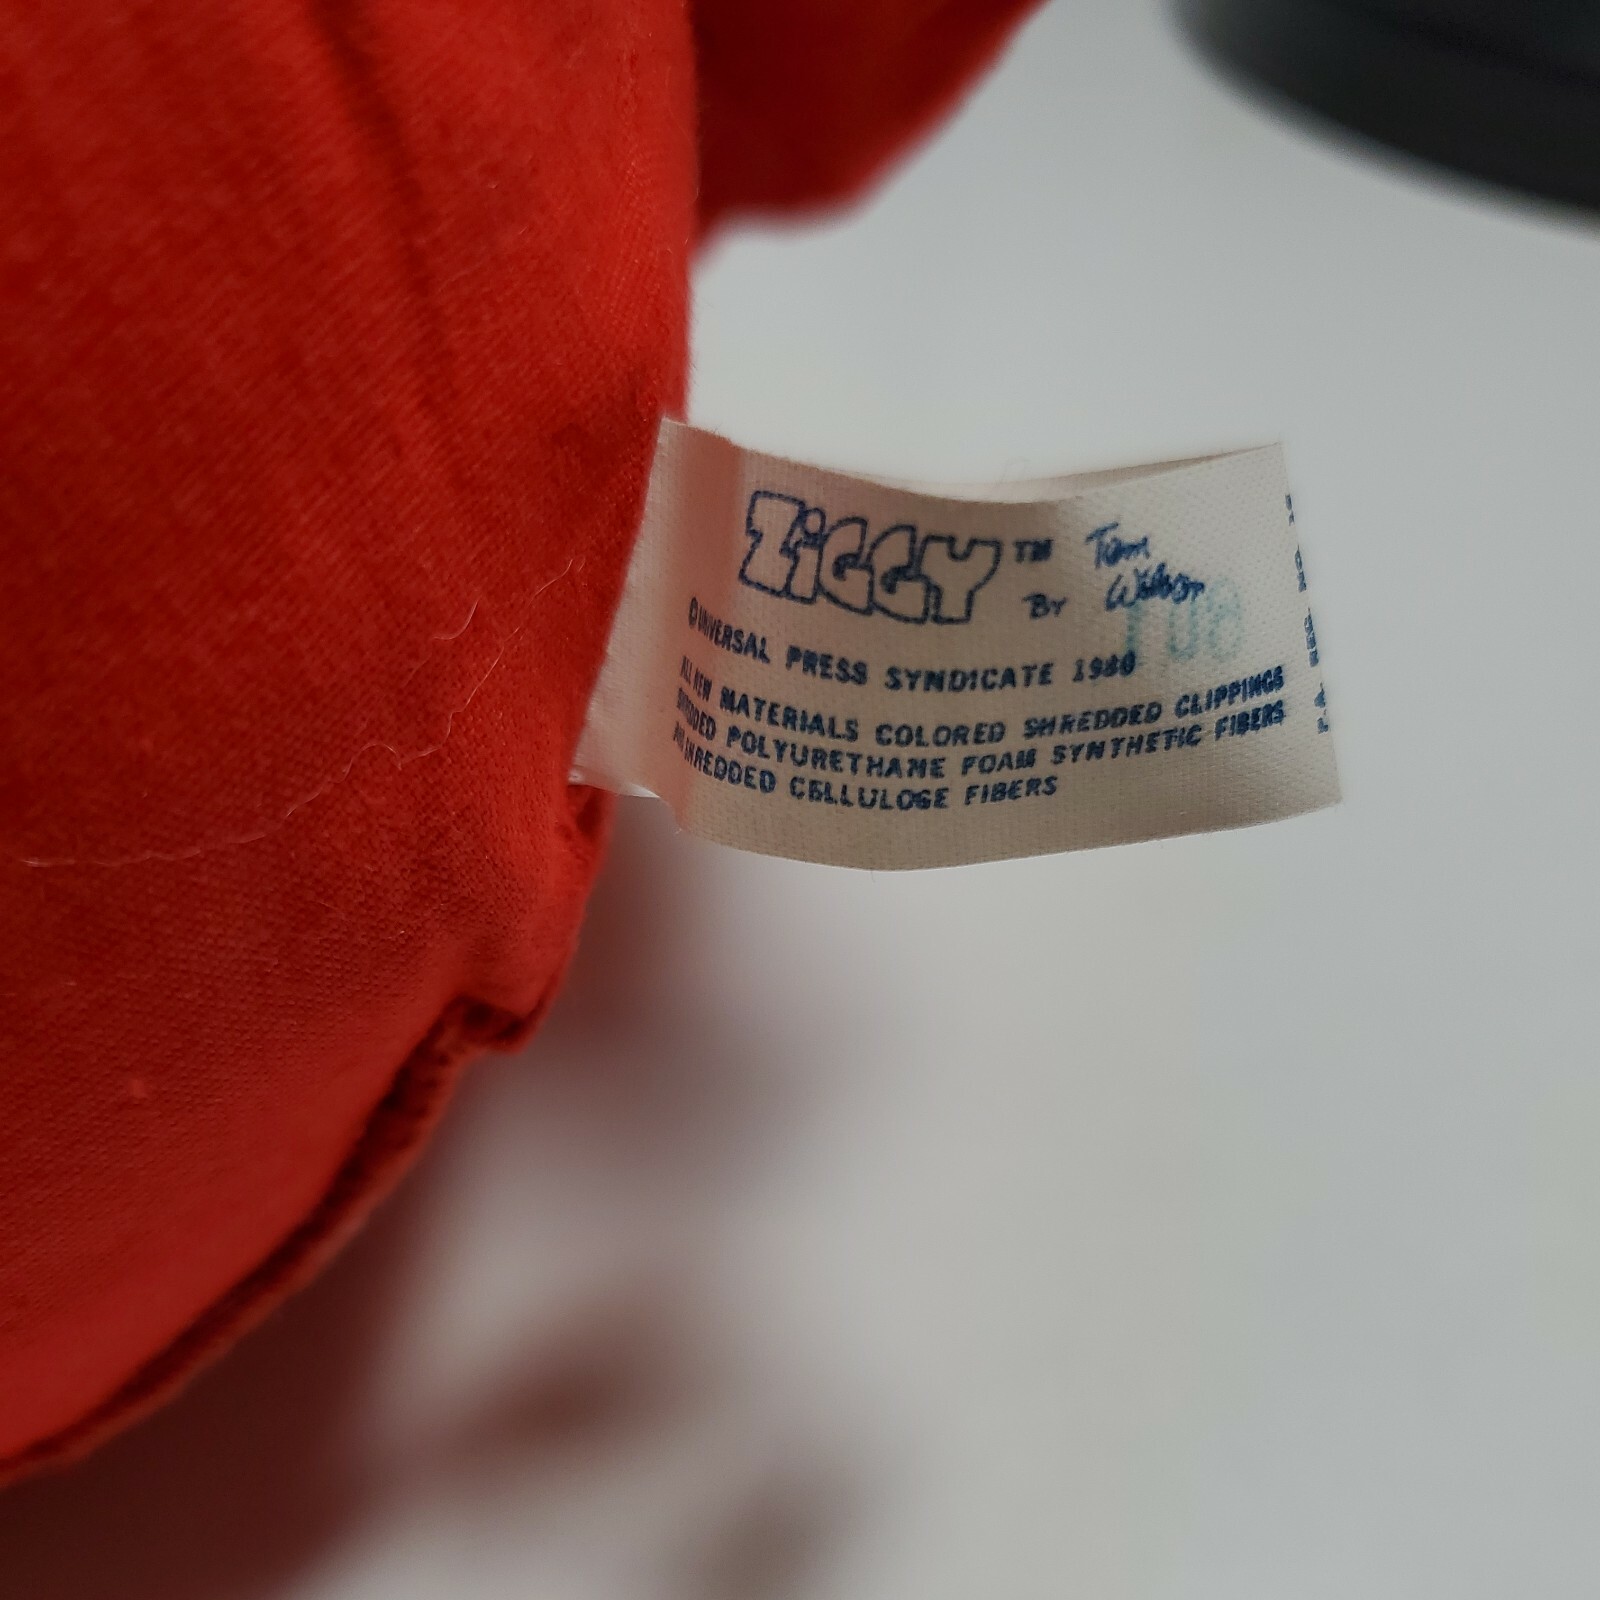 ZiGGY™ BY Tom Wilson
© UNIVERSAL PRESS SYNDICATE 1980
ALL NEW MATERIALS COLORED SHREDDED CLIPPINGS
SHREDDED POLYURETHANE FOAM SYNTHETIC FIBERS
AND SHREDDED CELLULOSE FIBERS